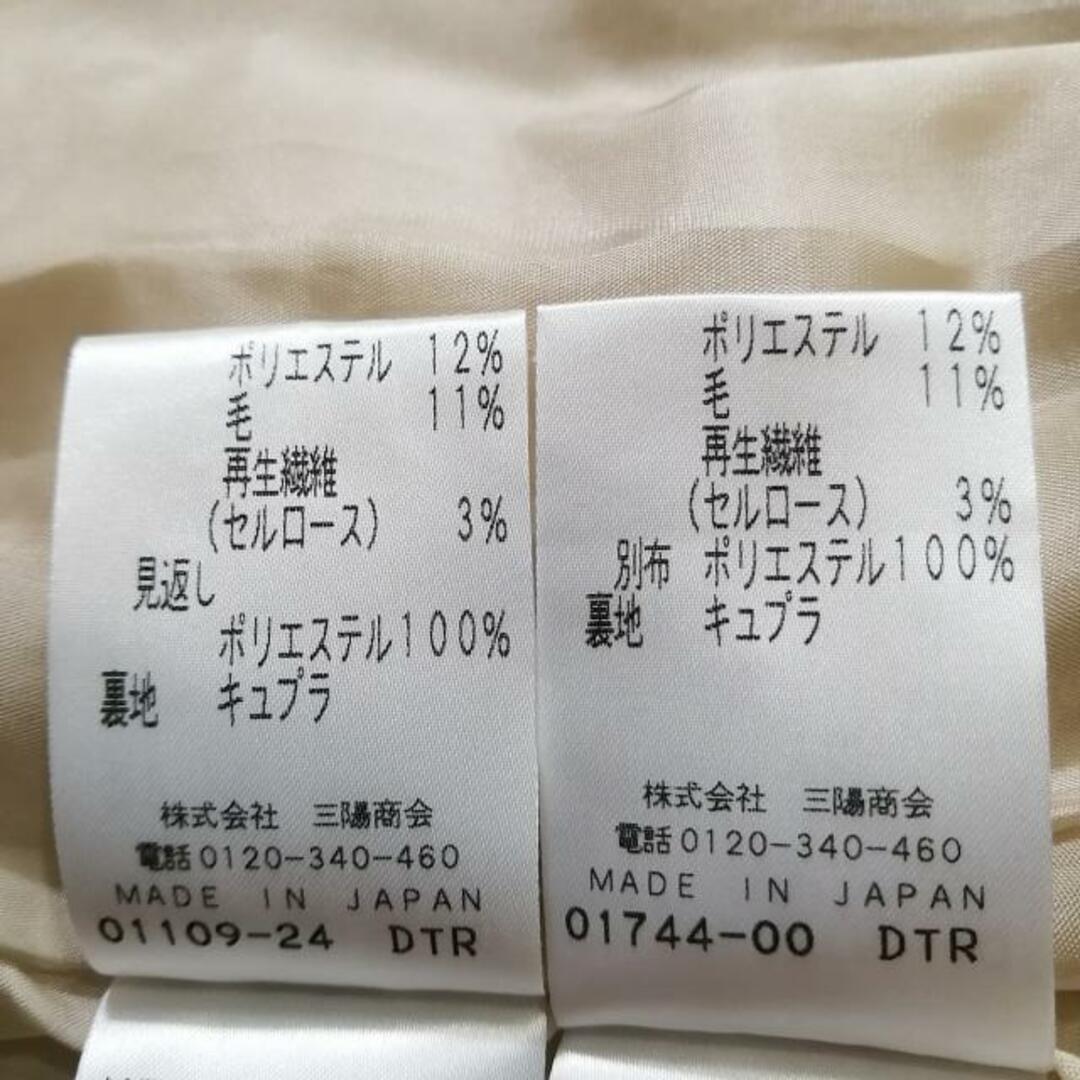 ポリエステル 12%
毛 11%
再生繊維
(セルロース) 3%
見返し
ポリエステル100%
裏地 キュプラ
株式会社 三陽商会
電話0120-340-460
MADE IN JAPAN
01109-24 DTR
ポリエステル 12%
毛 11%
再生繊維
(セルロース) 3%
別布 ポリエステル100%
裏地 キュプラ
株式会社 三陽商会
電話0120-340-460
MADE IN JAPAN
01744-00 DTR